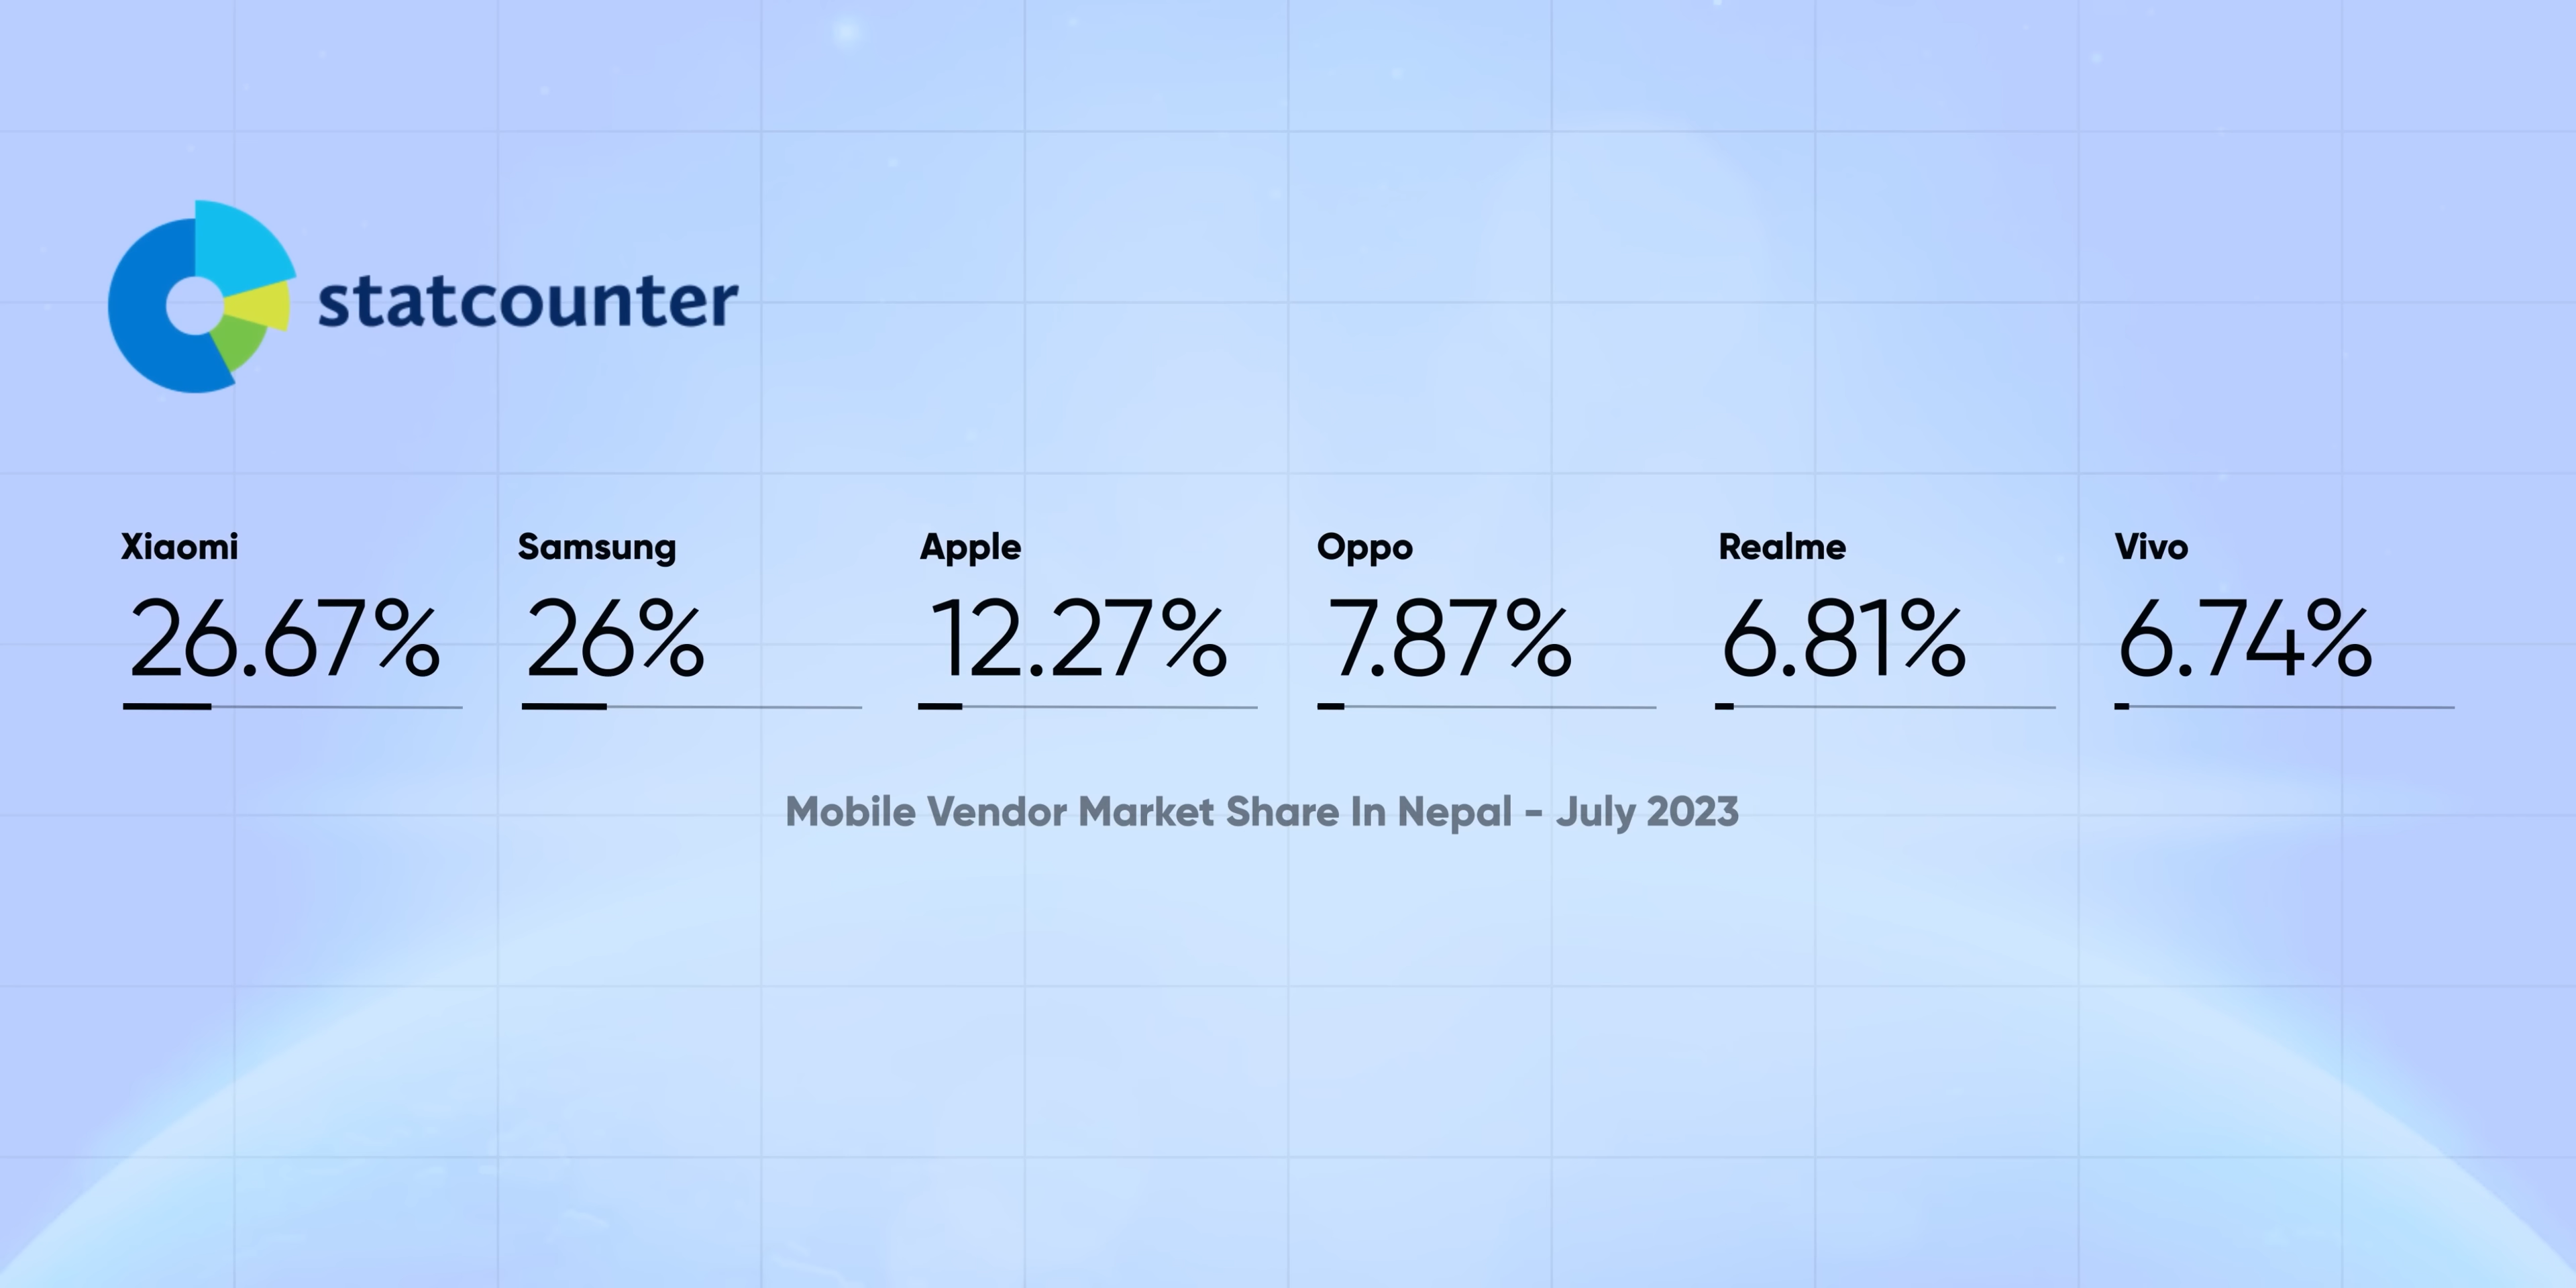 statcounter
Xiaomi Samsung Apple Oppo Realme Vivo
26.67% 26% 12.27% 7.87% 6.81% 6.74%
Mobile Vendor Market Share In Nepal - July 2023